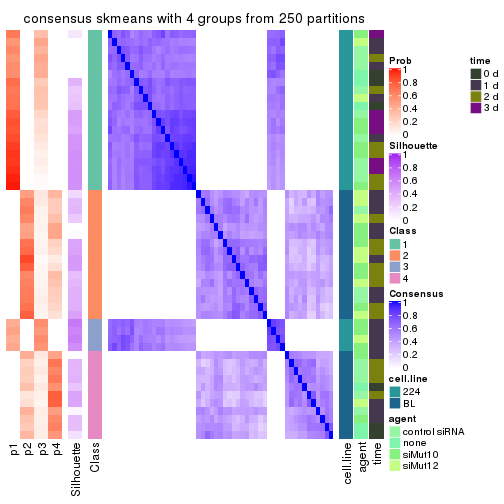 consensus skmeans with 4 groups from 250 partitions
Prob
1
0.8
0.6
0.4
0.2
0
Silhouette
1
0.8
0.6
0.4
0.2
0
Class
1
2
3
4
Consensus
1
0.8
0.6
0.4
0.2
0
cell.line
224
BL
agent
control siRNA
none
siMut10
siMut12
time
0 d
1 d
2 d
3 d
p1
p2
p3
p4
Silhouette
Class
cell.line
agent
time